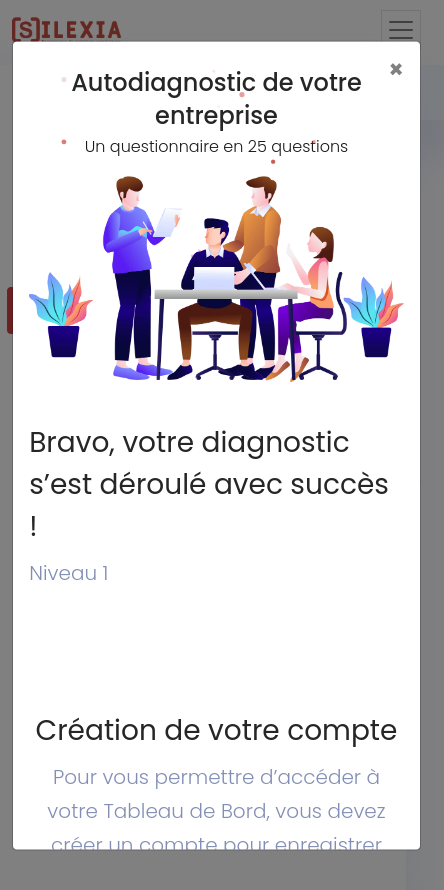 [S]ILEXIA
×
Autodiagnostic de votre
entreprise
Un questionnaire en 25 questions
Bravo, votre diagnostic
s’est déroulé avec succès
!
Niveau 1
Création de votre compte
Pour vous permettre d’accéder à
votre Tableau de Bord, vous devez
créer un compte pour enregistrer